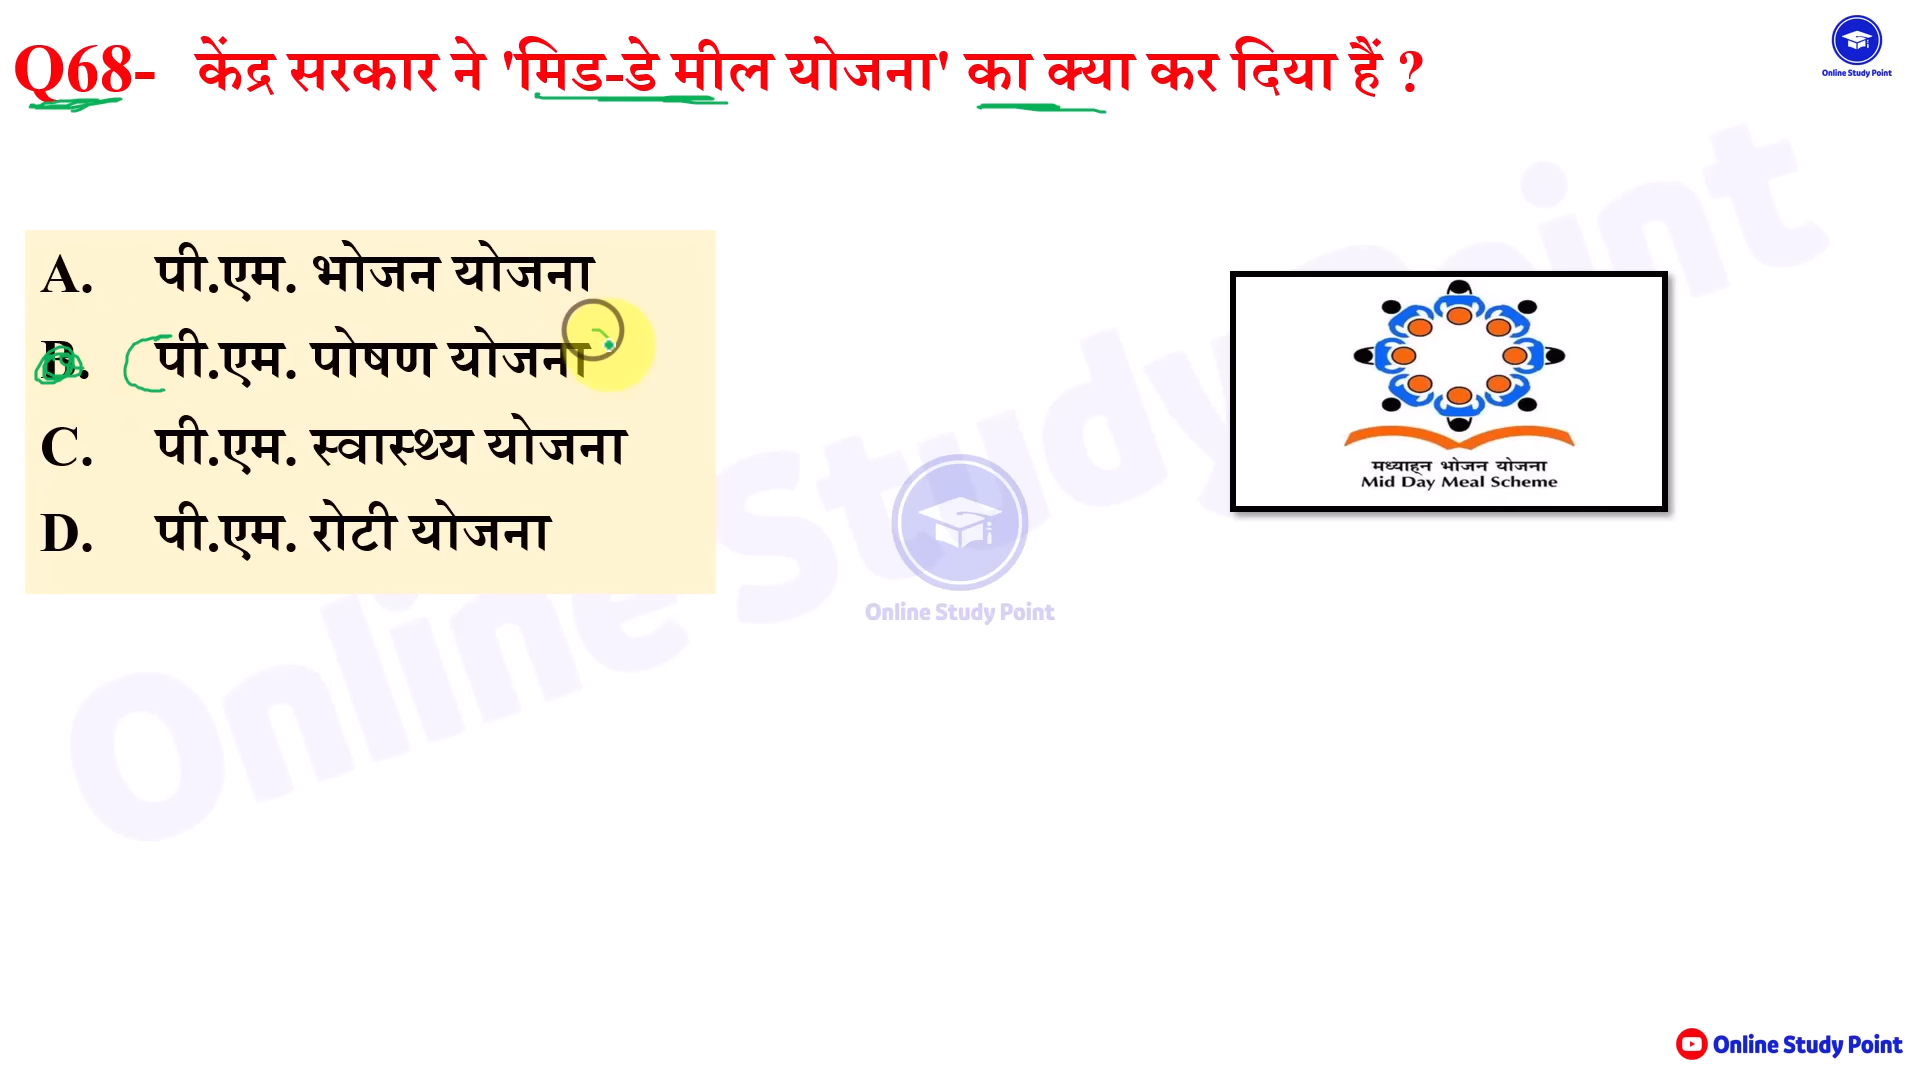 Q68- केंद्र सरकार ने 'मिड-डे मील योजना' का क्या कर दिया हैं ?
Online Study Point
A. पी.एम. भोजन योजना
B. पी.एम. पोषण योजना
C. पी.एम. स्वास्थ्य योजना
D. पी.एम. रोटी योजना
मध्याह्न भोजन योजना
Mid Day Meal Scheme
Online Study Point
Online Study Point
Online Study Point